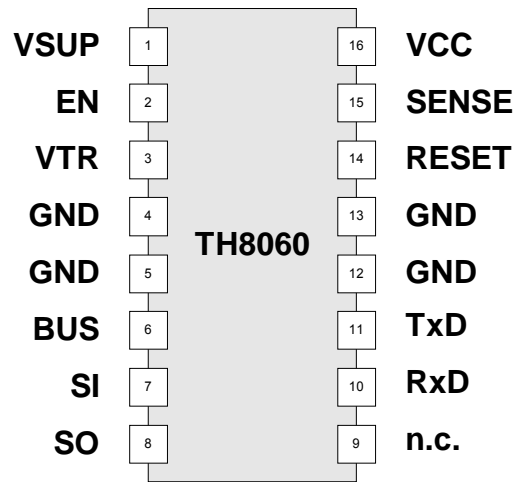 VSUP 1 16 VCC
EN 2 15 SENSE
VTR 3 14 RESET
GND 4 13 GND
TH8060
GND 5 12 GND
BUS 6 11 TxD
SI 7 10 RxD
SO 8 9 n.c.